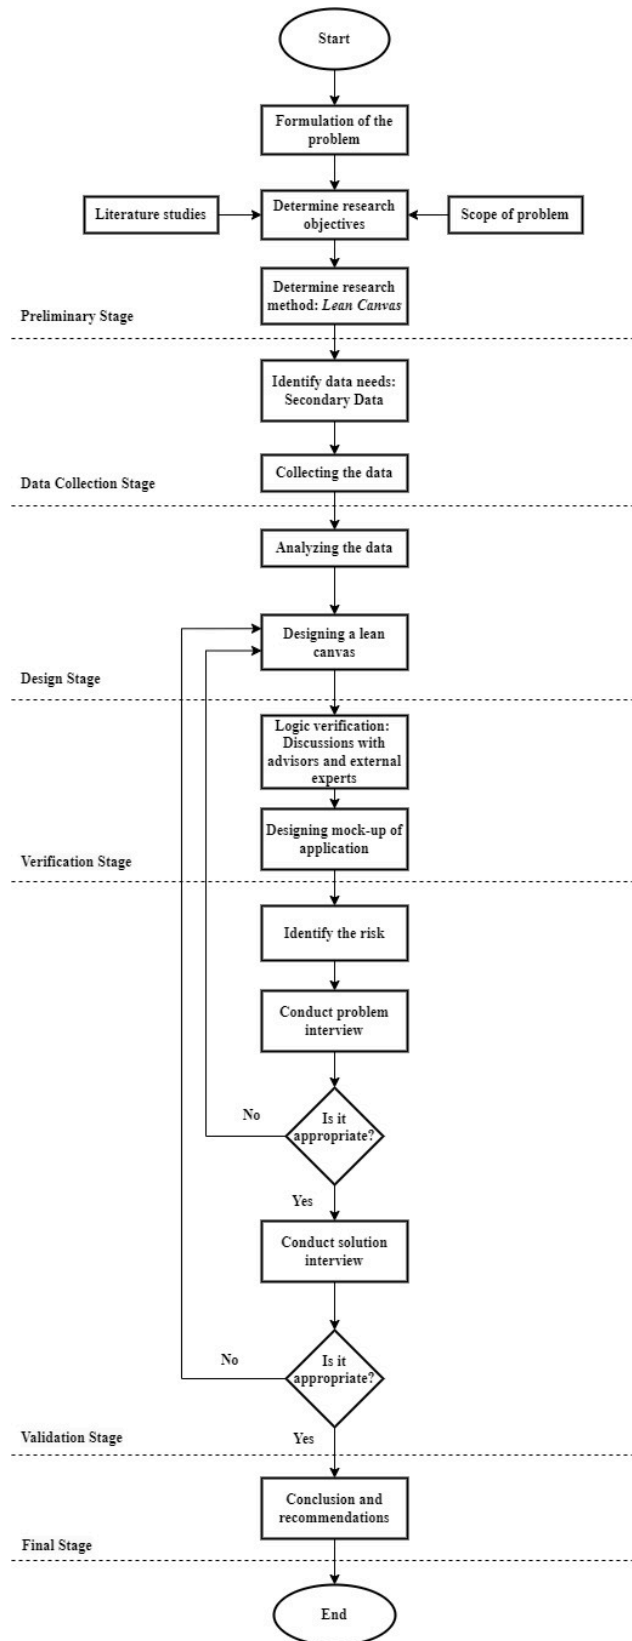 Start
Formulation of the
problem
Literature studies
Determine research
objectives
Scope of problem
Determine research
method: Lean Canvas
Preliminary Stage
Identify data needs:
Secondary Data
Collecting the data
Data Collection Stage
Analyzing the data
Designing a lean
canvas
Design Stage
Logic verification:
Discussions with
advisors and external
experts
Designing mock-up of
application
Verification Stage
Identify the risk
Conduct problem
interview
No
Is it
appropriate?
Yes
Conduct solution
interview
No
Is it
appropriate?
Yes
Validation Stage
Conclusion and
recommendations
Final Stage
End